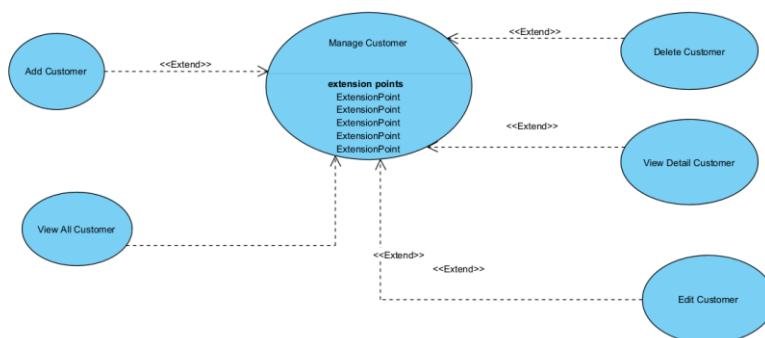 Manage Customer
<<Extend>>
Delete Customer
Add Customer
<<Extend>>
extension points
ExtensionPoint
ExtensionPoint
ExtensionPoint
ExtensionPoint
ExtensionPoint
<<Extend>>
View Detail Customer
View All Customer
<<Extend>>
<<Extend>>
Edit Customer